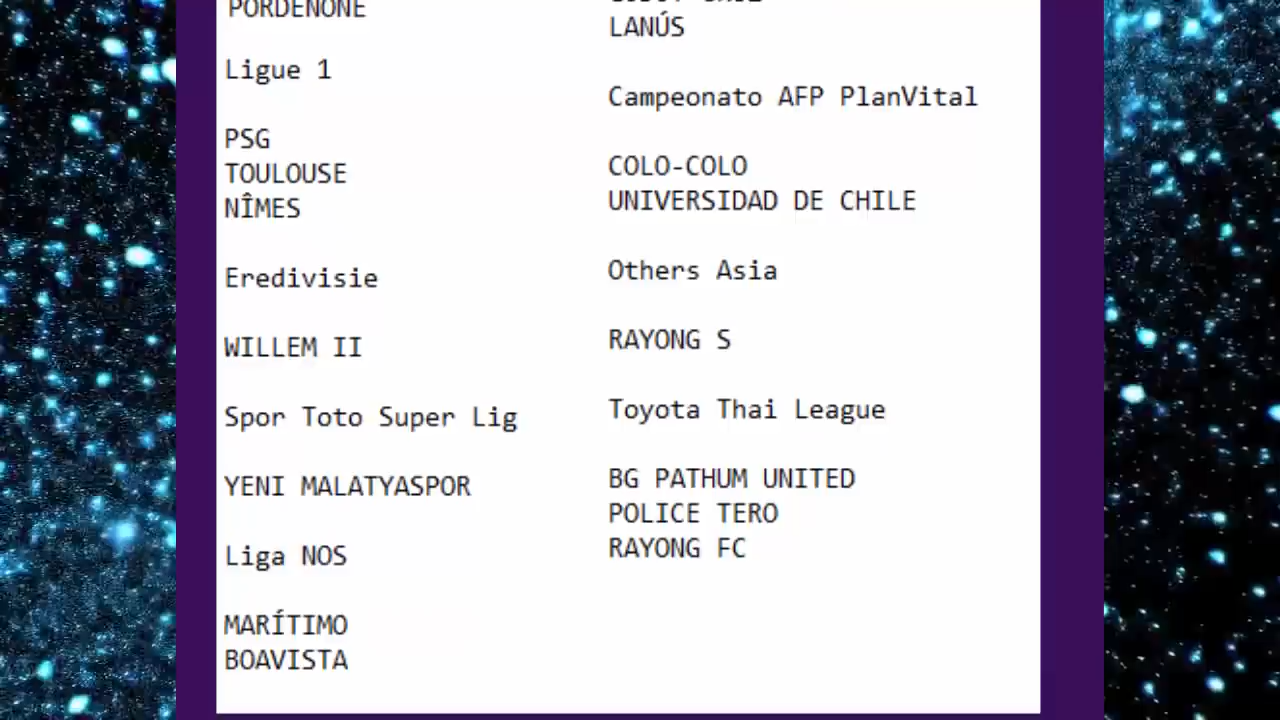 PORDENONE
Ligue 1
PSG
TOULOUSE
NÎMES
Eredivisie
WILLEM II
Spor Toto Super Lig
YENI MALATYASPOR
Liga NOS
MARÍTIMO
BOAVISTA
LANÚS
Campeonato AFP PlanVital
COLO-COLO
UNIVERSIDAD DE CHILE
Others Asia
RAYONG S
Toyota Thai League
BG PATHUM UNITED
POLICE TERO
RAYONG FC